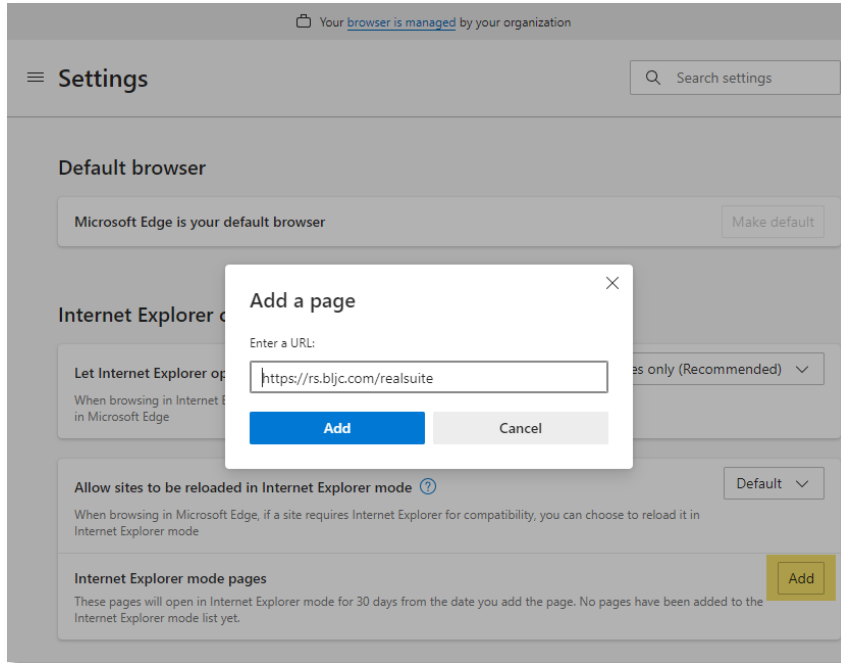 Your browser is managed by your organization
Settings
Search settings
Default browser
Microsoft Edge is your default browser
Make default
Internet Explorer c
Let Internet Explorer op
es only (Recommended)
When browsing in Internet E
in Microsoft Edge
Add a page
Enter a URL:
https://rs.bljc.com/realsuite
Add
Cancel
Allow sites to be reloaded in Internet Explorer mode
Default
When browsing in Microsoft Edge, if a site requires Internet Explorer for compatibility, you can choose to reload it in
Internet Explorer mode
Internet Explorer mode pages
Add
These pages will open in Internet Explorer mode for 30 days from the date you add the page. No pages have been added to the
Internet Explorer mode list yet.